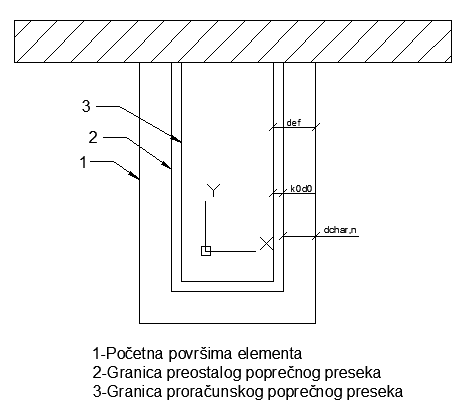 def
3
2
k0d0
1
Y
dchar,n
X
1-Početna površima elementa
2-Granica preostalog poprečnog preseka
3-Granica proračunskog poprečnog preseka